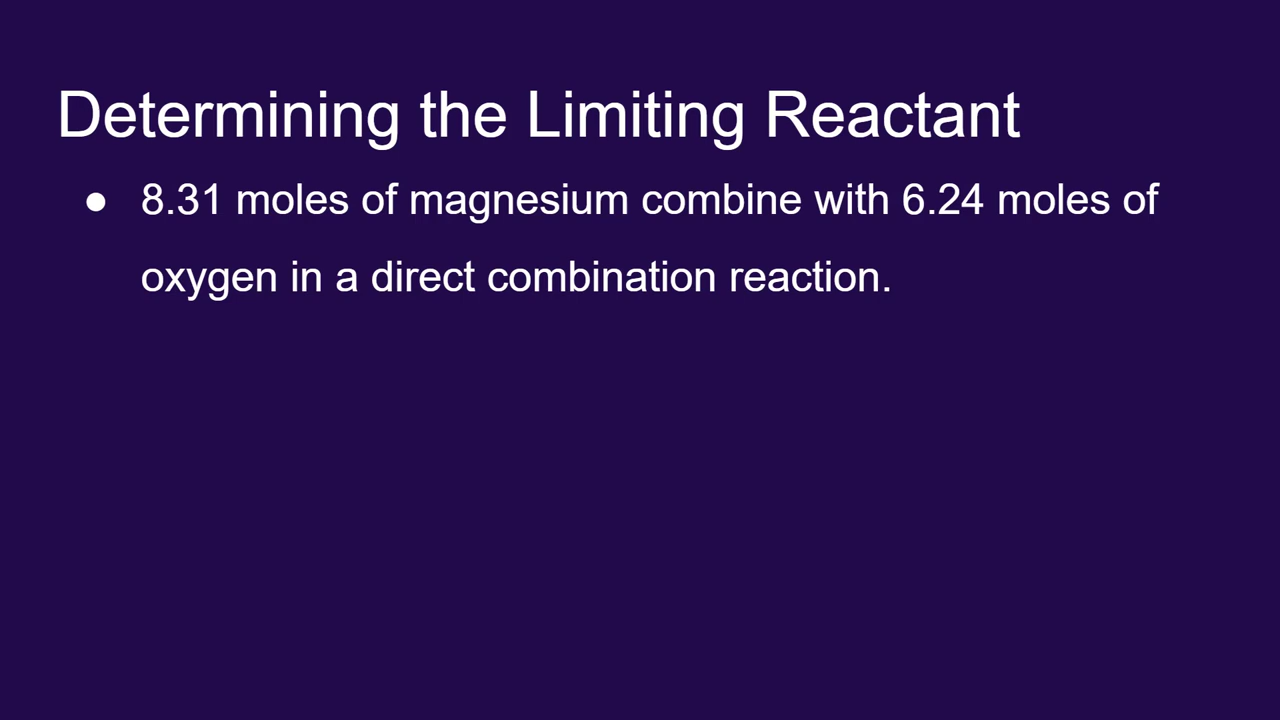 Determining the Limiting Reactant
● 8.31 moles of magnesium combine with 6.24 moles of
oxygen in a direct combination reaction.